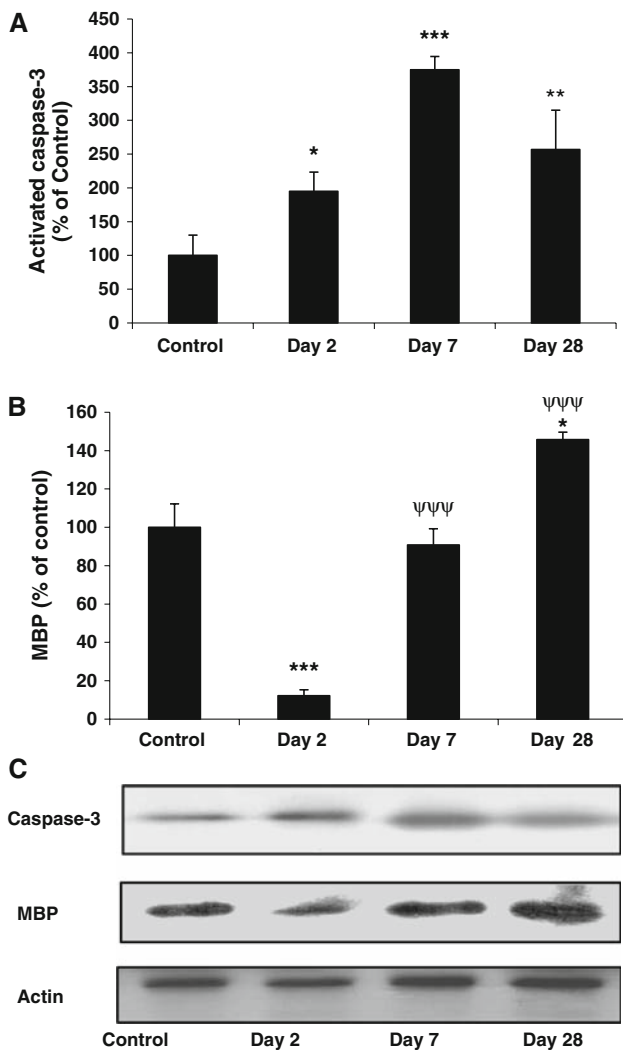 A
Activated caspase-3
(% of Control)
450
400
350
300
250
200
150
100
50
0
*
***
**
Control Day 2 Day 7 Day 28
B
MBP (% of control)
160
140
120
100
80
60
40
20
0
***
ψψψ
ψψψ
*
Control Day 2 Day 7 Day 28
C
Caspase-3
MBP
Actin
Control Day 2 Day 7 Day 28